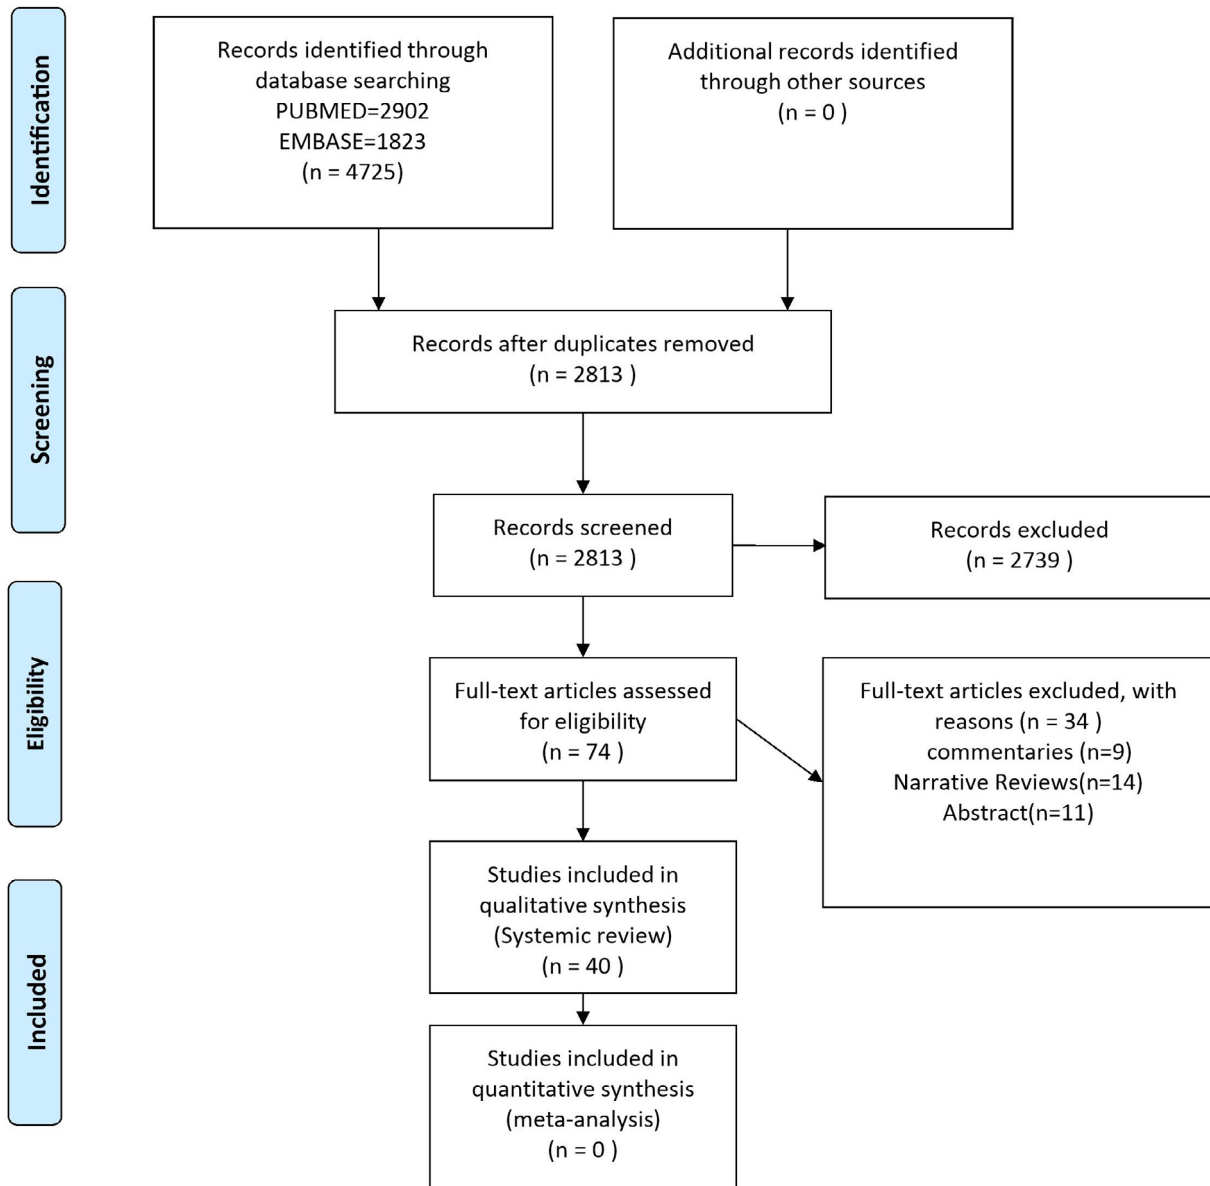 Identification
Records identified through
database searching
PUBMED=2902
EMBASE=1823
(n = 4725)
Additional records identified
through other sources
(n = 0 )
Screening
Records after duplicates removed
(n = 2813 )
Records screened
(n = 2813 )
Records excluded
(n = 2739 )
Eligibility
Full-text articles assessed
for eligibility
(n = 74 )
Full-text articles excluded, with
reasons (n = 34 )
commentaries (n=9)
Narrative Reviews(n=14)
Abstract(n=11)
Included
Studies included in
qualitative synthesis
(Systemic review)
(n = 40 )
Studies included in
quantitative synthesis
(meta-analysis)
(n = 0 )